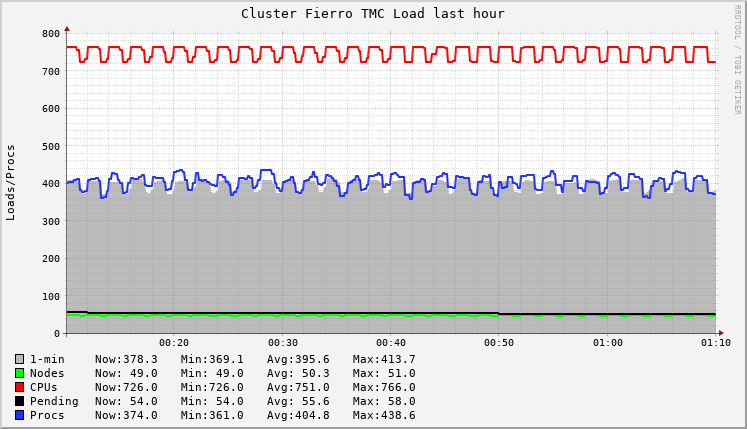 Cluster Fierro TMC Load last hour
RRDTOOL / TOBI OETIKER
Loads/Procs
800
700
600
500
400
300
200
100
0
00:20 00:30 00:40 00:50 01:00 01:10
1-min Now:378.3 Min:369.1 Avg:395.6 Max:413.7
Nodes Now: 49.0 Min: 49.0 Avg: 50.3 Max: 51.0
CPUs Now:726.0 Min:726.0 Avg:751.0 Max:766.0
Pending Now: 54.0 Min: 54.0 Avg: 55.6 Max: 58.0
Procs Now:374.0 Min:361.0 Avg:404.8 Max:438.6